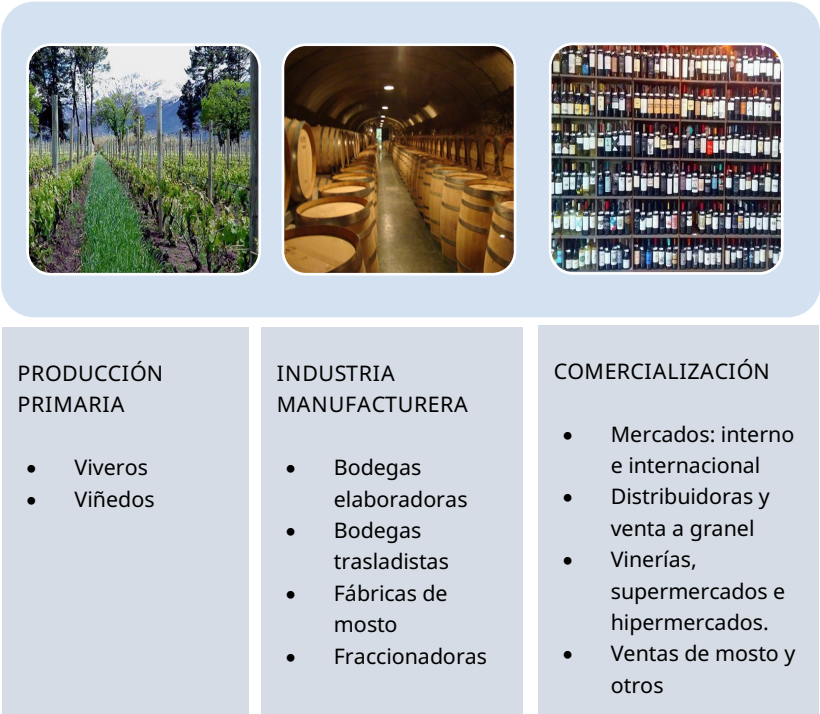 PRODUCCIÓN
PRIMARIA
• Viveros
• Viñedos
INDUSTRIA
MANUFACTURERA
• Bodegas
elaboradoras
• Bodegas
trasladistas
• Fábricas de
mosto
• Fraccionadoras
COMERCIALIZACIÓN
• Mercados: interno
e internacional
• Distribuidoras y
venta a granel
• Vinerías,
supermercados e
hipermercados.
• Ventas de mosto y
otros